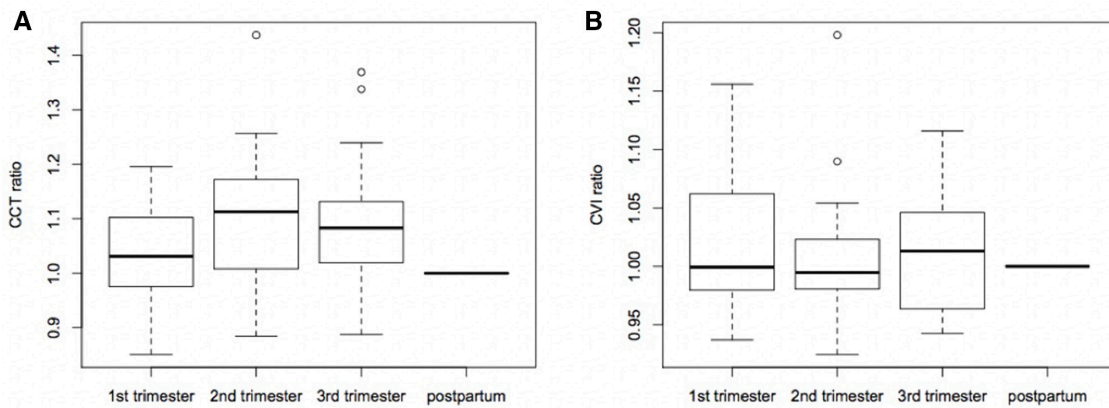 A
CCT ratio
1.4
1.3
1.2
1.1
1.0
0.9
1st trimester 2nd trimester 3rd trimester postpartum
B
CVI ratio
1.20
1.15
1.10
1.05
1.00
0.95
1st trimester 2nd trimester 3rd trimester postpartum